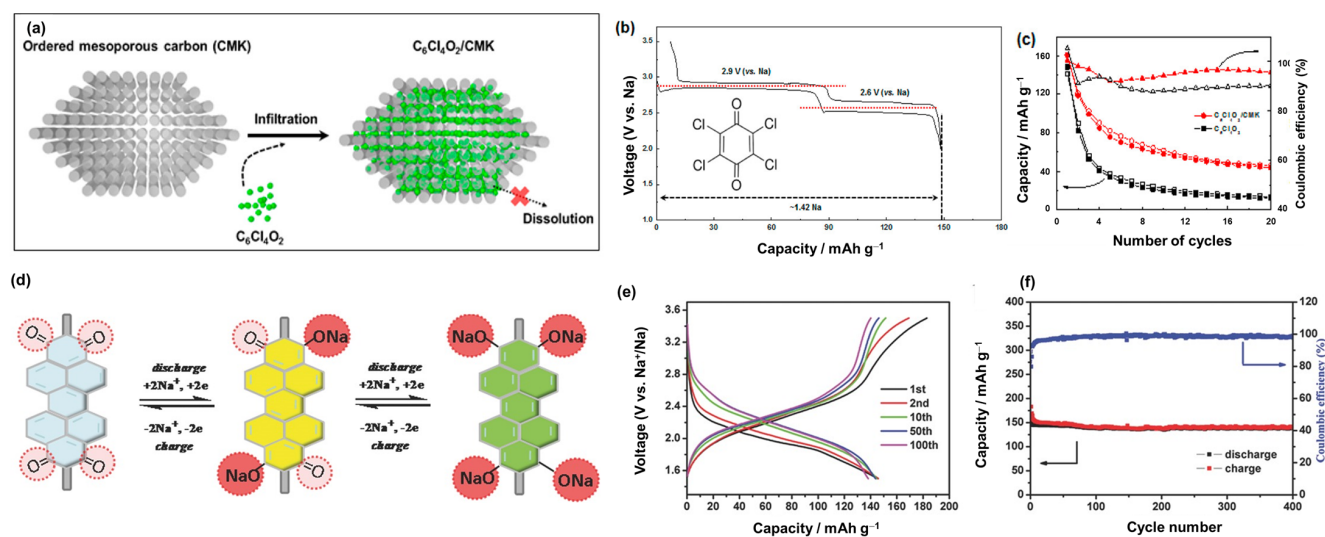 (a)
Ordered mesoporous carbon (CMK)
C6Cl4O2/CMK
Infiltration
Dissolution
C6Cl4O2
(b)
Voltage (V vs. Na)
3.5
3.0
2.5
2.0
1.5
1.0
2.9 V (vs. Na)
2.6 V (vs. Na)
O
Cl
Cl
Cl
Cl
O
~1.42 Na
0
30
60
90
120
150
180
Capacity / mAh g⁻¹
(c)
Capacity / mAh g⁻¹
160
120
80
40
0
C6Cl4O2/CMK
C6Cl4O2
100
80
60
40
Coulombic efficiency (%)
0
4
8
12
16
20
Number of cycles
(d)
O
O
O
O
discharge
+2Na⁺, +2e
-2Na⁺, -2e
charge
O
ONa
NaO
O
discharge
+2Na⁺, +2e
-2Na⁺, -2e
charge
NaO
ONa
NaO
ONa
(e)
Voltage (V vs. Na⁺/Na)
3.6
3.2
2.8
2.4
2.0
1.6
1st
2nd
10th
50th
100th
0 20 40 60 80 100 120 140 160 180 200
Capacity / mAh g⁻¹
(f)
Capacity / mAh g⁻¹
400
350
300
250
200
150
100
50
0
discharge
charge
120
100
80
60
40
20
0
Coulombic efficiency (%)
0
100
200
300
400
Cycle number